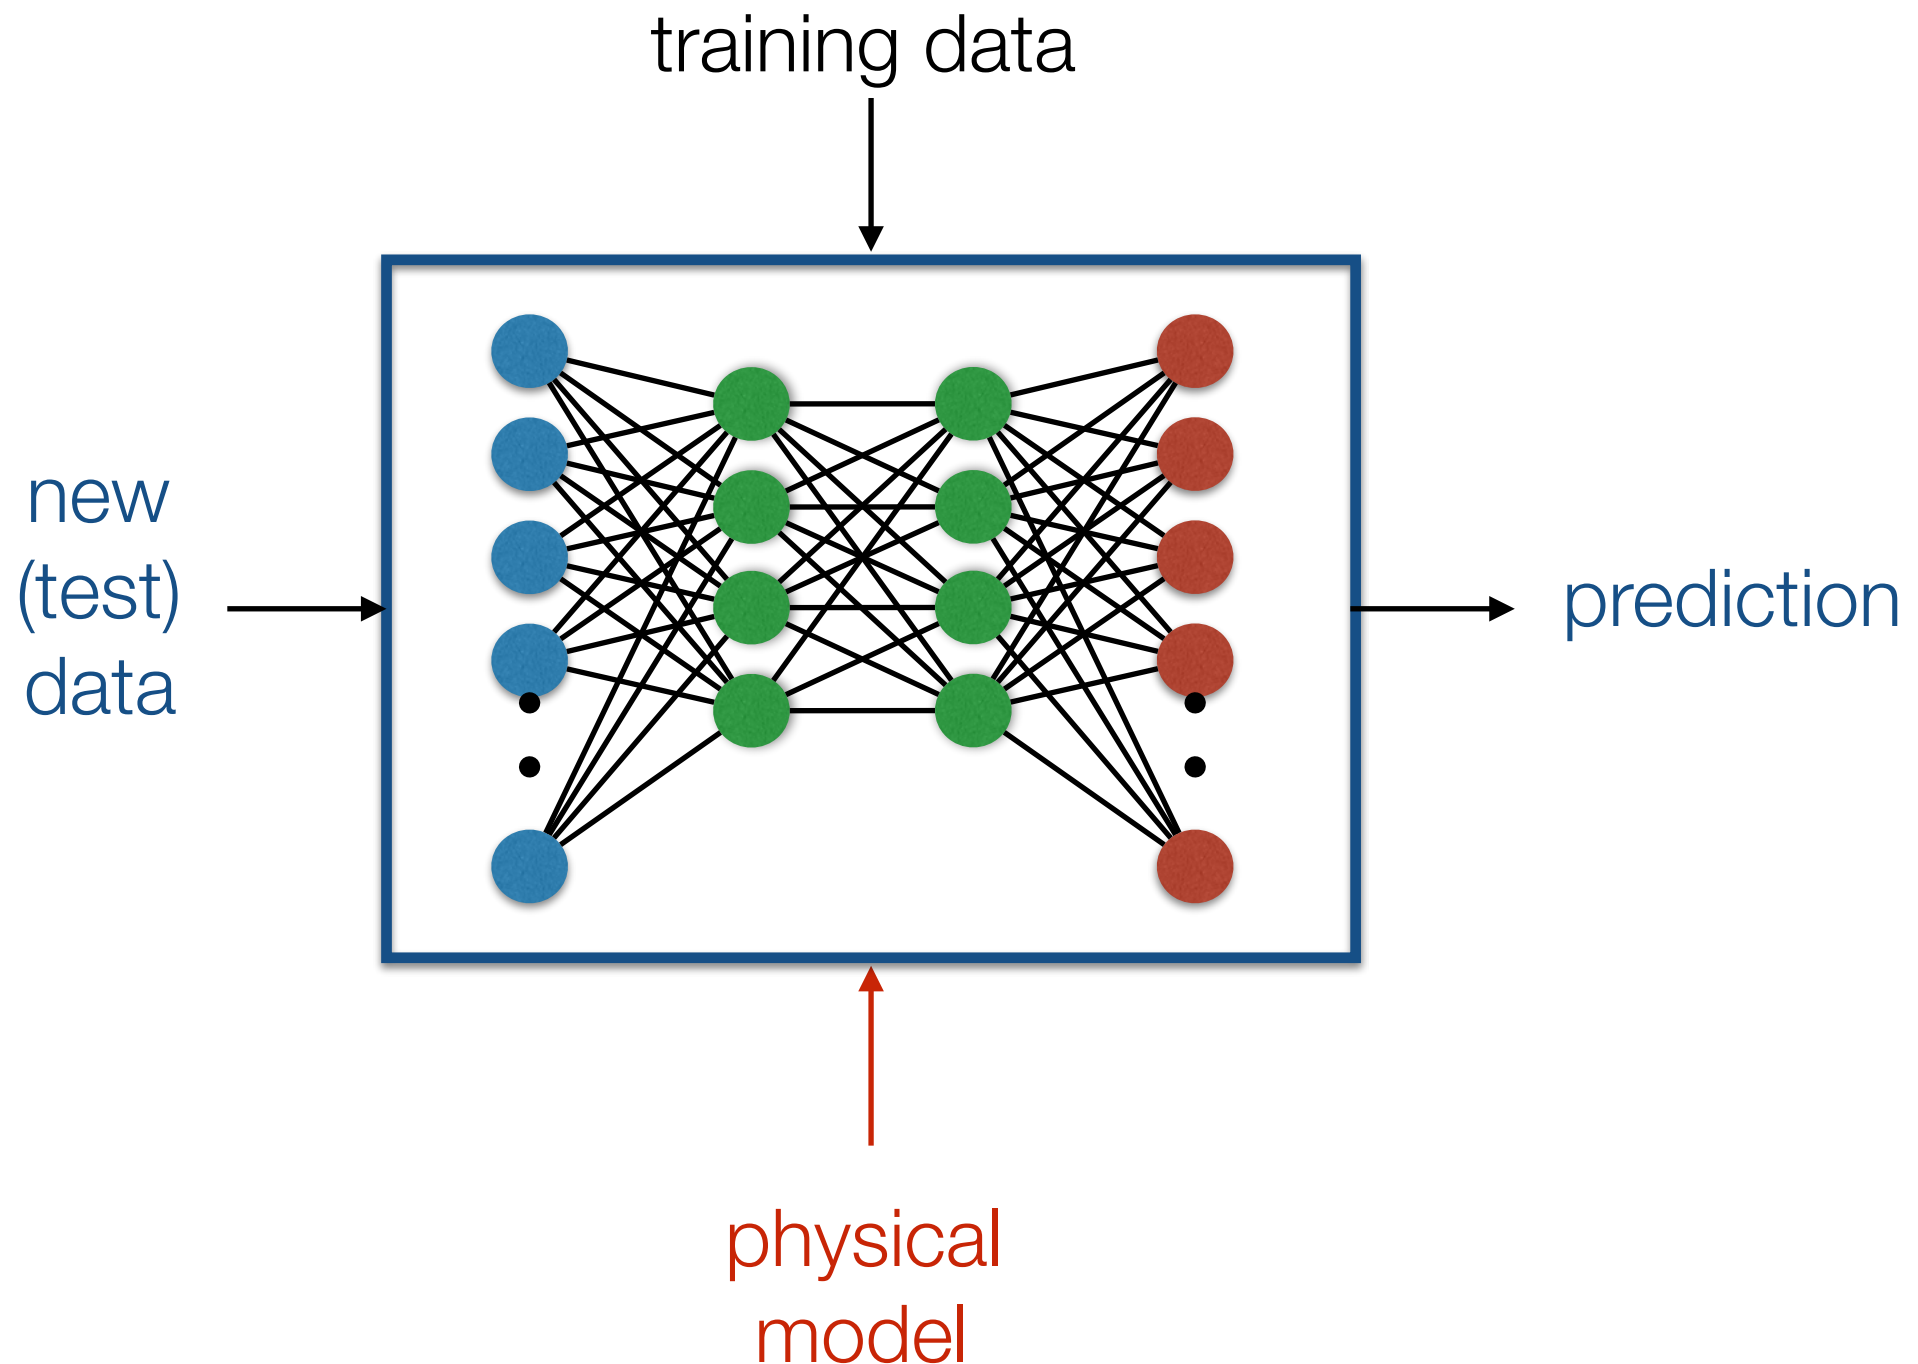 training data
new
(test)
data
prediction
physical
model